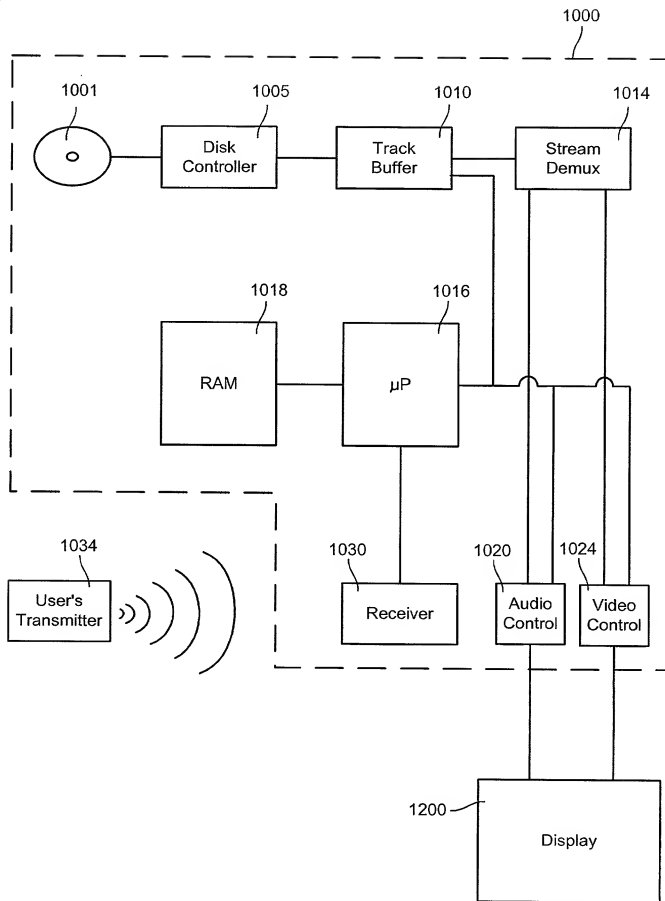 1000
1001
1005
1010
1014
Disk
Controller
Track
Buffer
Stream
Demux
1018
1016
RAM
µP
1034
1030
1020
1024
User's
Transmitter
Receiver
Audio
Control
Video
Control
1200
Display